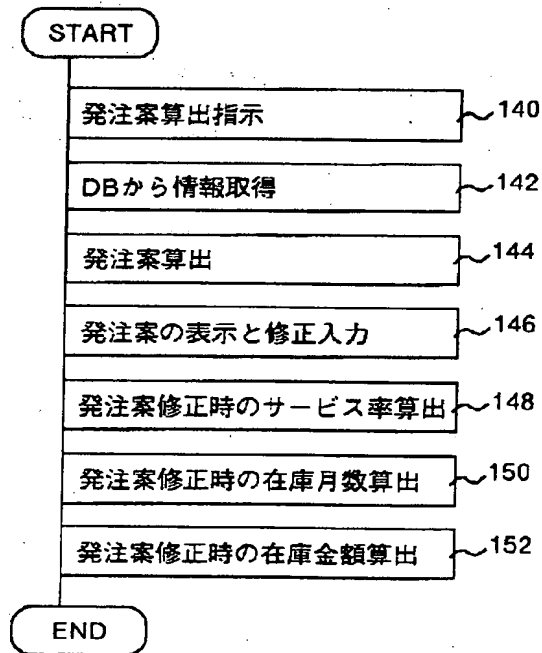 START
発注案算出指示 140
DBから情報取得 142
発注案算出 144
発注案の表示と修正入力 146
発注案修正時のサービス率算出 148
発注案修正時の在庫月数算出 150
発注案修正時の在庫金額算出 152
END